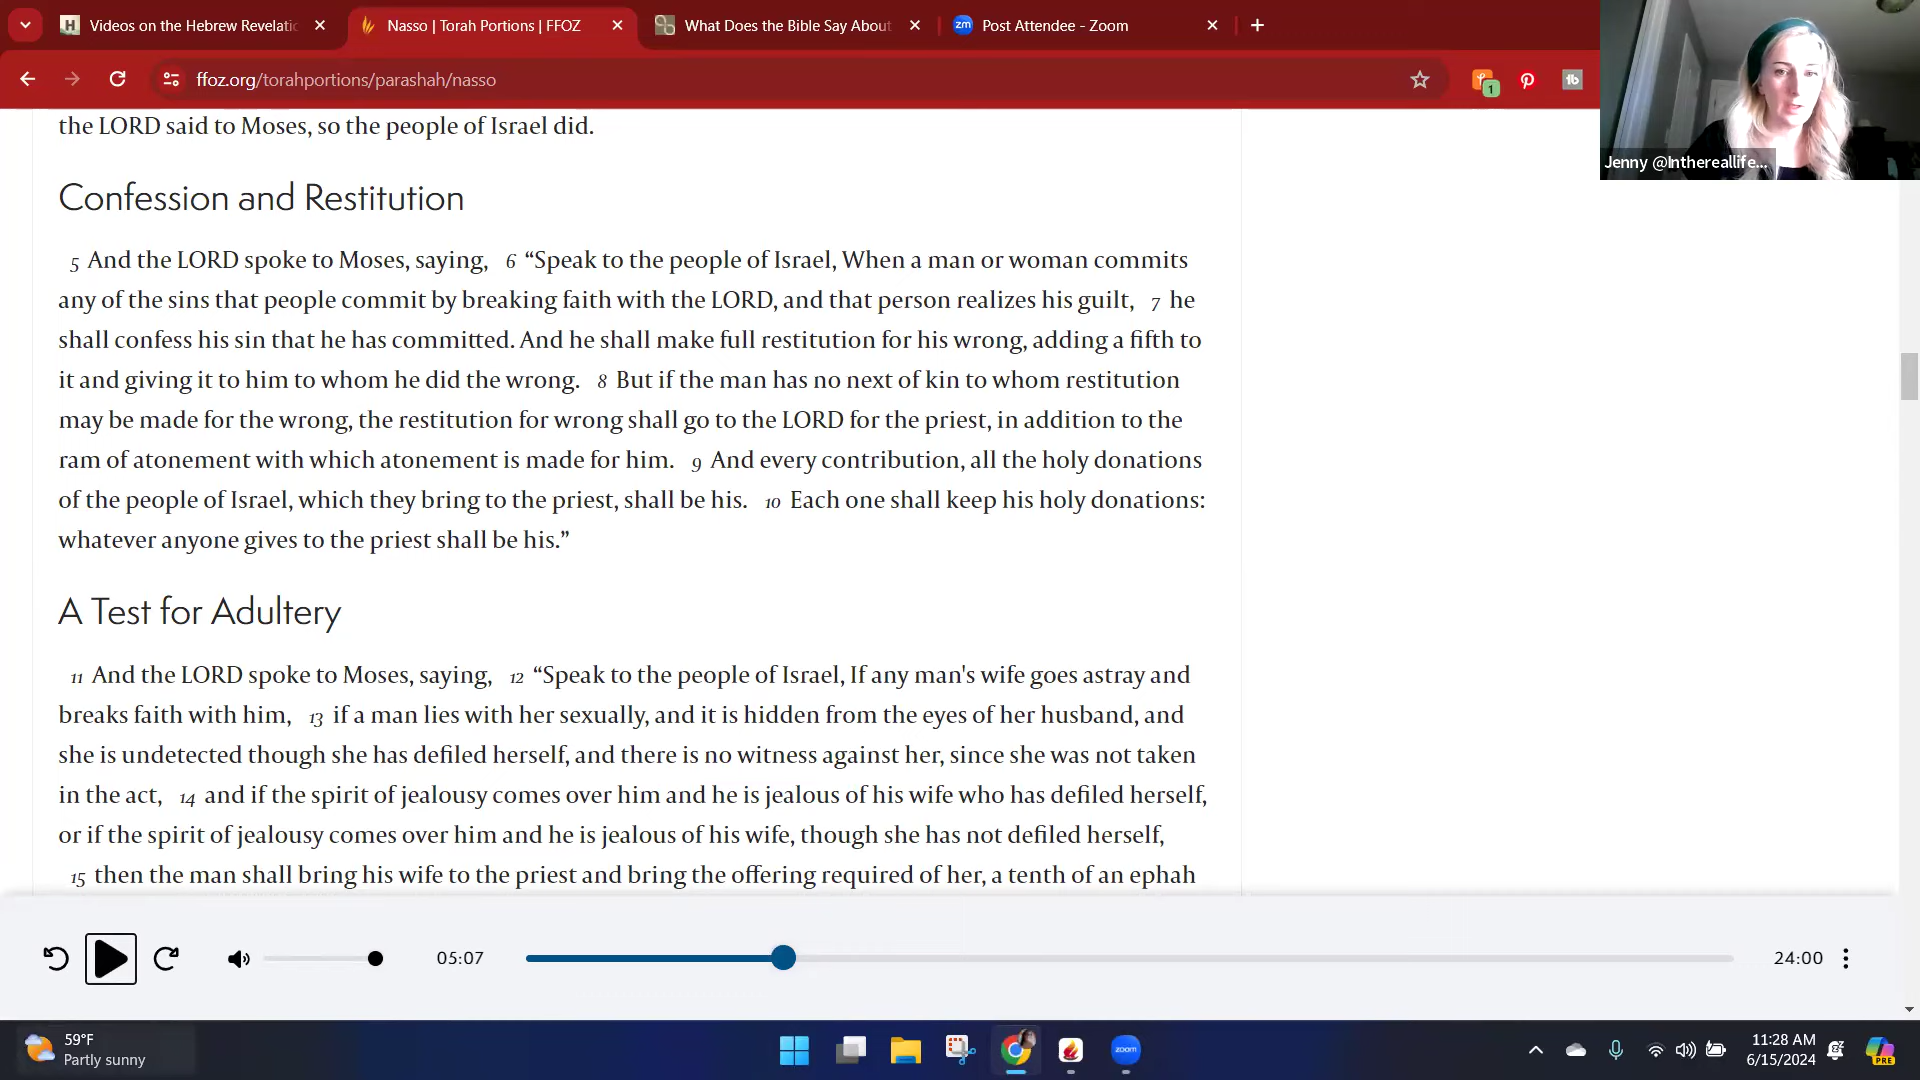 Videos on the Hebrew Revelatio
Nasso | Torah Portions | FFOZ
What Does the Bible Say About
zm
Post Attendee - Zoom
ffoz.org/torahportions/parashah/nasso
1
Jenny @Inthereallife...
the LORD said to Moses, so the people of Israel did.
Confession and Restitution
5 And the LORD spoke to Moses, saying, 6 “Speak to the people of Israel, When a man or woman commits
any of the sins that people commit by breaking faith with the LORD, and that person realizes his guilt, 7 he
shall confess his sin that he has committed. And he shall make full restitution for his wrong, adding a fifth to
it and giving it to him to whom he did the wrong. 8 But if the man has no next of kin to whom restitution
may be made for the wrong, the restitution for wrong shall go to the LORD for the priest, in addition to the
ram of atonement with which atonement is made for him. 9 And every contribution, all the holy donations
of the people of Israel, which they bring to the priest, shall be his. 10 Each one shall keep his holy donations:
whatever anyone gives to the priest shall be his.”
A Test for Adultery
11 And the LORD spoke to Moses, saying, 12 “Speak to the people of Israel, If any man's wife goes astray and
breaks faith with him, 13 if a man lies with her sexually, and it is hidden from the eyes of her husband, and
she is undetected though she has defiled herself, and there is no witness against her, since she was not taken
in the act, 14 and if the spirit of jealousy comes over him and he is jealous of his wife who has defiled herself,
or if the spirit of jealousy comes over him and he is jealous of his wife, though she has not defiled herself,
15 then the man shall bring his wife to the priest and bring the offering required of her, a tenth of an ephah
05:07
24:00
59°F
Partly sunny
zoom
11:28 AM
6/15/2024
PRE